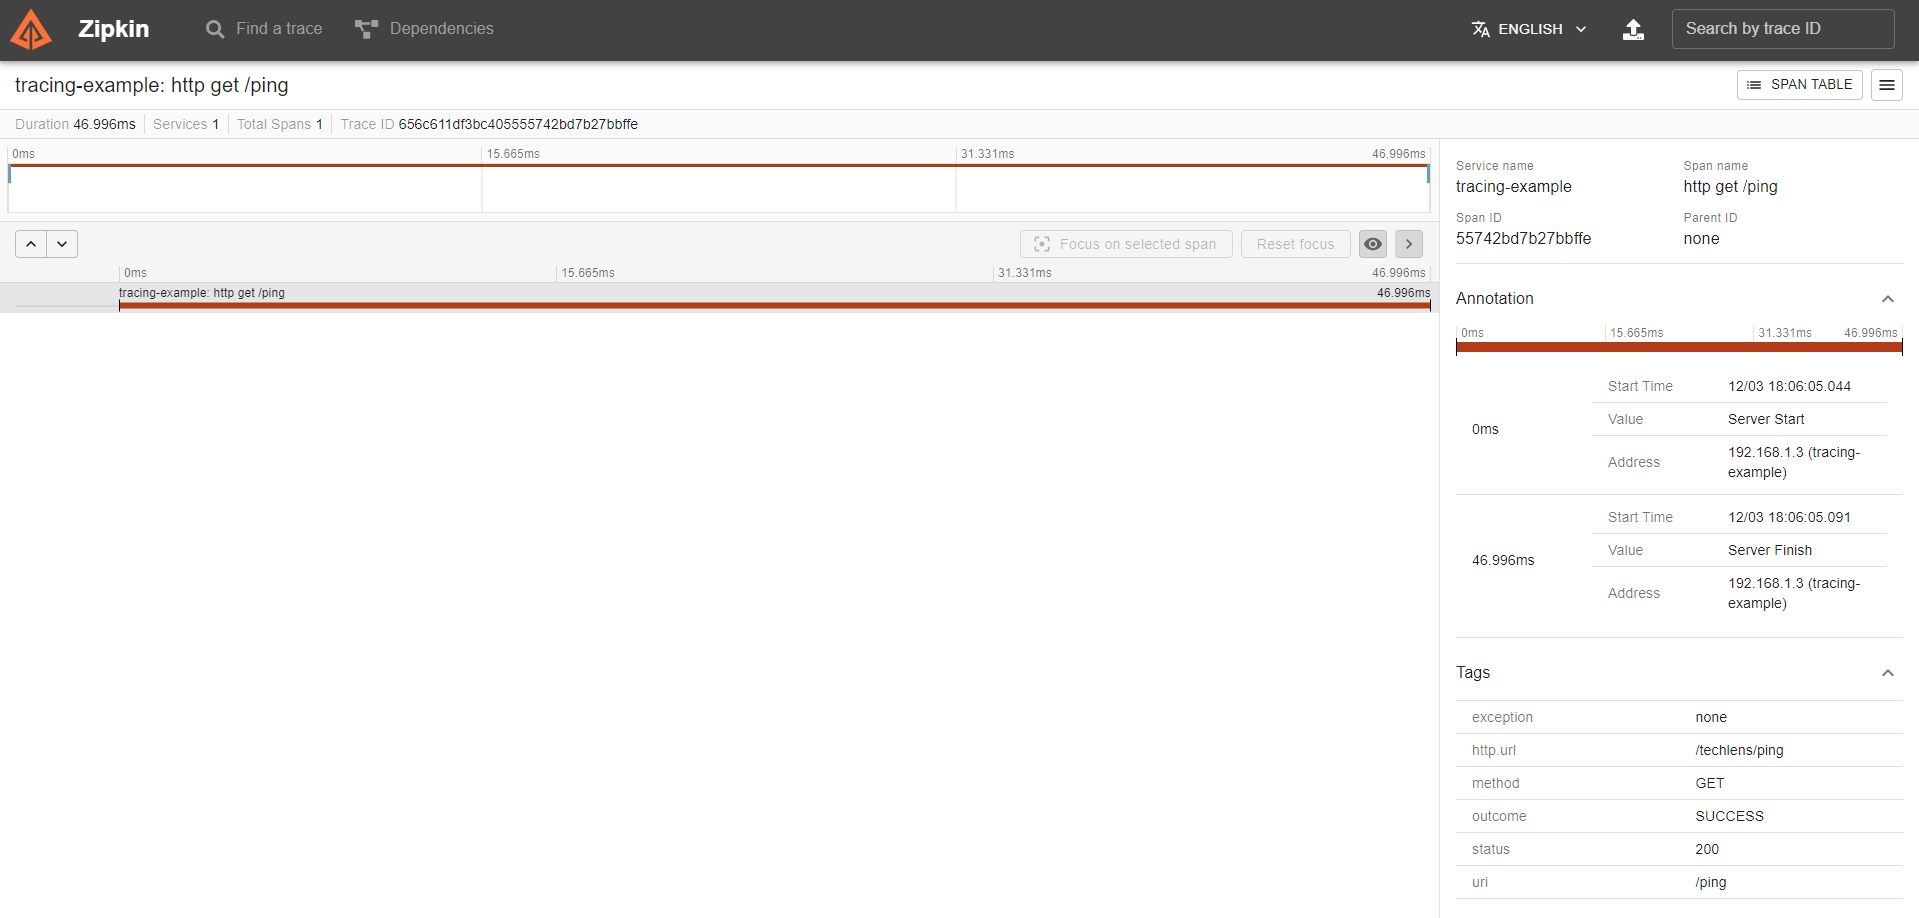 Zipkin Find a trace Dependencies ENGLISH Search by trace ID
tracing-example: http get /ping SPAN TABLE
Duration 46.996ms Services 1 Total Spans 1 Trace ID 656c611df3bc405555742bd7b27bbffe
0ms 15.665ms 31.331ms 46.996ms
Focus on selected span Reset focus
0ms 15.665ms 31.331ms 46.996ms
tracing-example: http get /ping 46.996ms
Service name Span name
tracing-example http get /ping
Span ID Parent ID
55742bd7b27bbffe none
Annotation
0ms 15.665ms 31.331ms 46.996ms
0ms
Start Time 12/03 18:06:05.044
Value Server Start
Address 192.168.1.3 (tracing-
example)
46.996ms
Start Time 12/03 18:06:05.091
Value Server Finish
Address 192.168.1.3 (tracing-
example)
Tags
exception none
http.url /techlens/ping
method GET
outcome SUCCESS
status 200
uri /ping